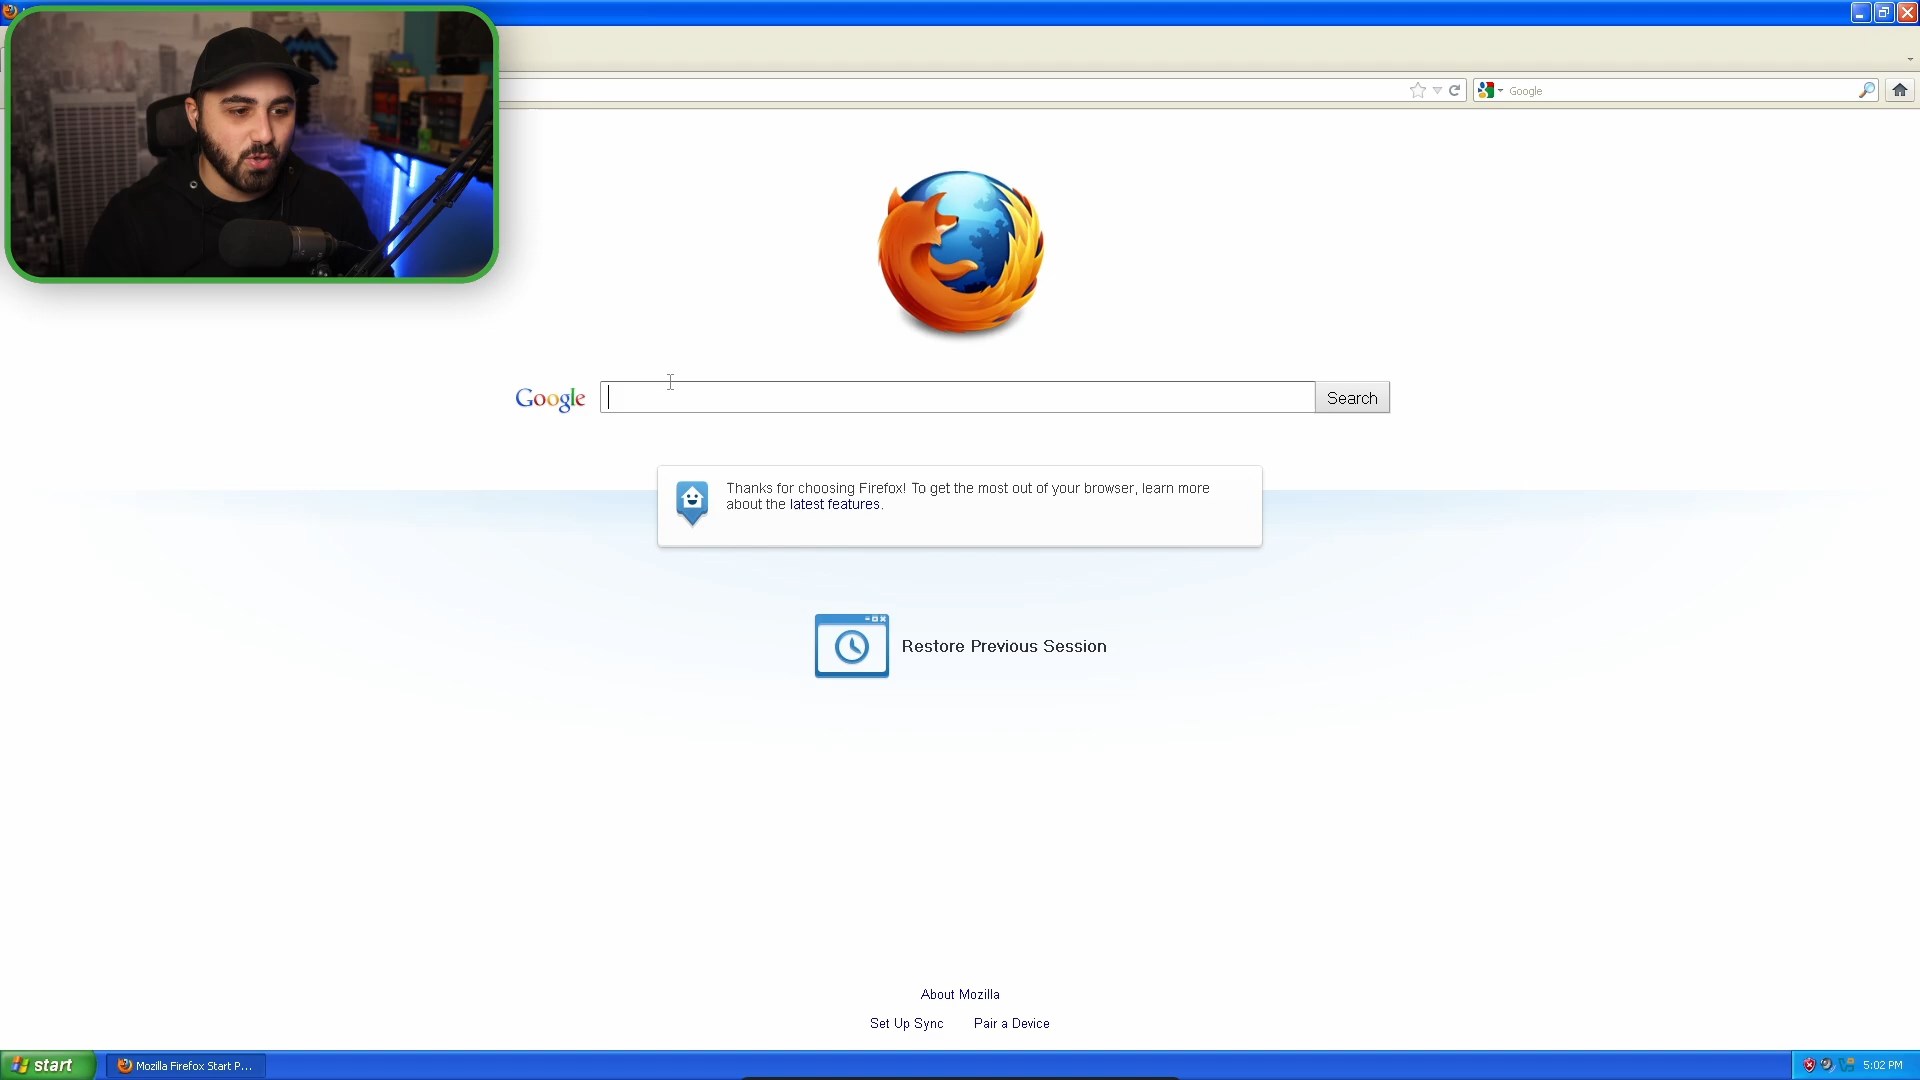 Google
Google
Search
Thanks for choosing Firefox! To get the most out of your browser, learn more
about the latest features.
Restore Previous Session
About Mozilla
Set Up Sync
Pair a Device
start
Mozilla Firefox Start P...
5:02 PM